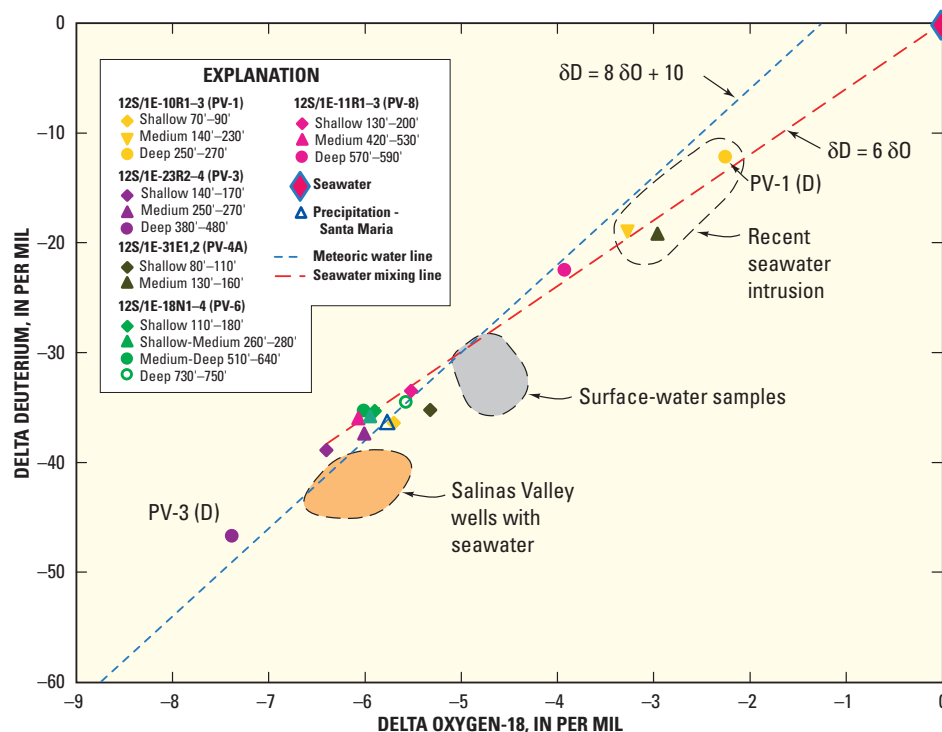 EXPLANATION
12S/1E-10R1–3 (PV-1)
Shallow 70'–90'
Medium 140'–230'
Deep 250'–270'
12S/1E-23R2–4 (PV-3)
Shallow 140'–170'
Medium 250'–270'
Deep 380'–480'
12S/1E-31E1,2 (PV-4A)
Shallow 80'–110'
Medium 130'–160'
12S/1E-18N1–4 (PV-6)
Shallow 110'–180'
Shallow-Medium 260'–280'
Medium-Deep 510'–640'
Deep 730'–750'
12S/1E-11R1–3 (PV-8)
Shallow 130'–200'
Medium 420'–530'
Deep 570'–590'
Seawater
Precipitation -
Santa Maria
Meteoric water line
Seawater mixing line
δD = 8 δO + 10
δD = 6 δO
PV-1 (D)
Recent
seawater
intrusion
Surface-water samples
Salinas Valley
wells with
seawater
PV-3 (D)
DELTA DEUTERIUM, IN PER MIL
0
–10
–20
–30
–40
–50
–60
–9 –8 –7 –6 –5 –4 –3 –2 –1 0
DELTA OXYGEN-18, IN PER MIL